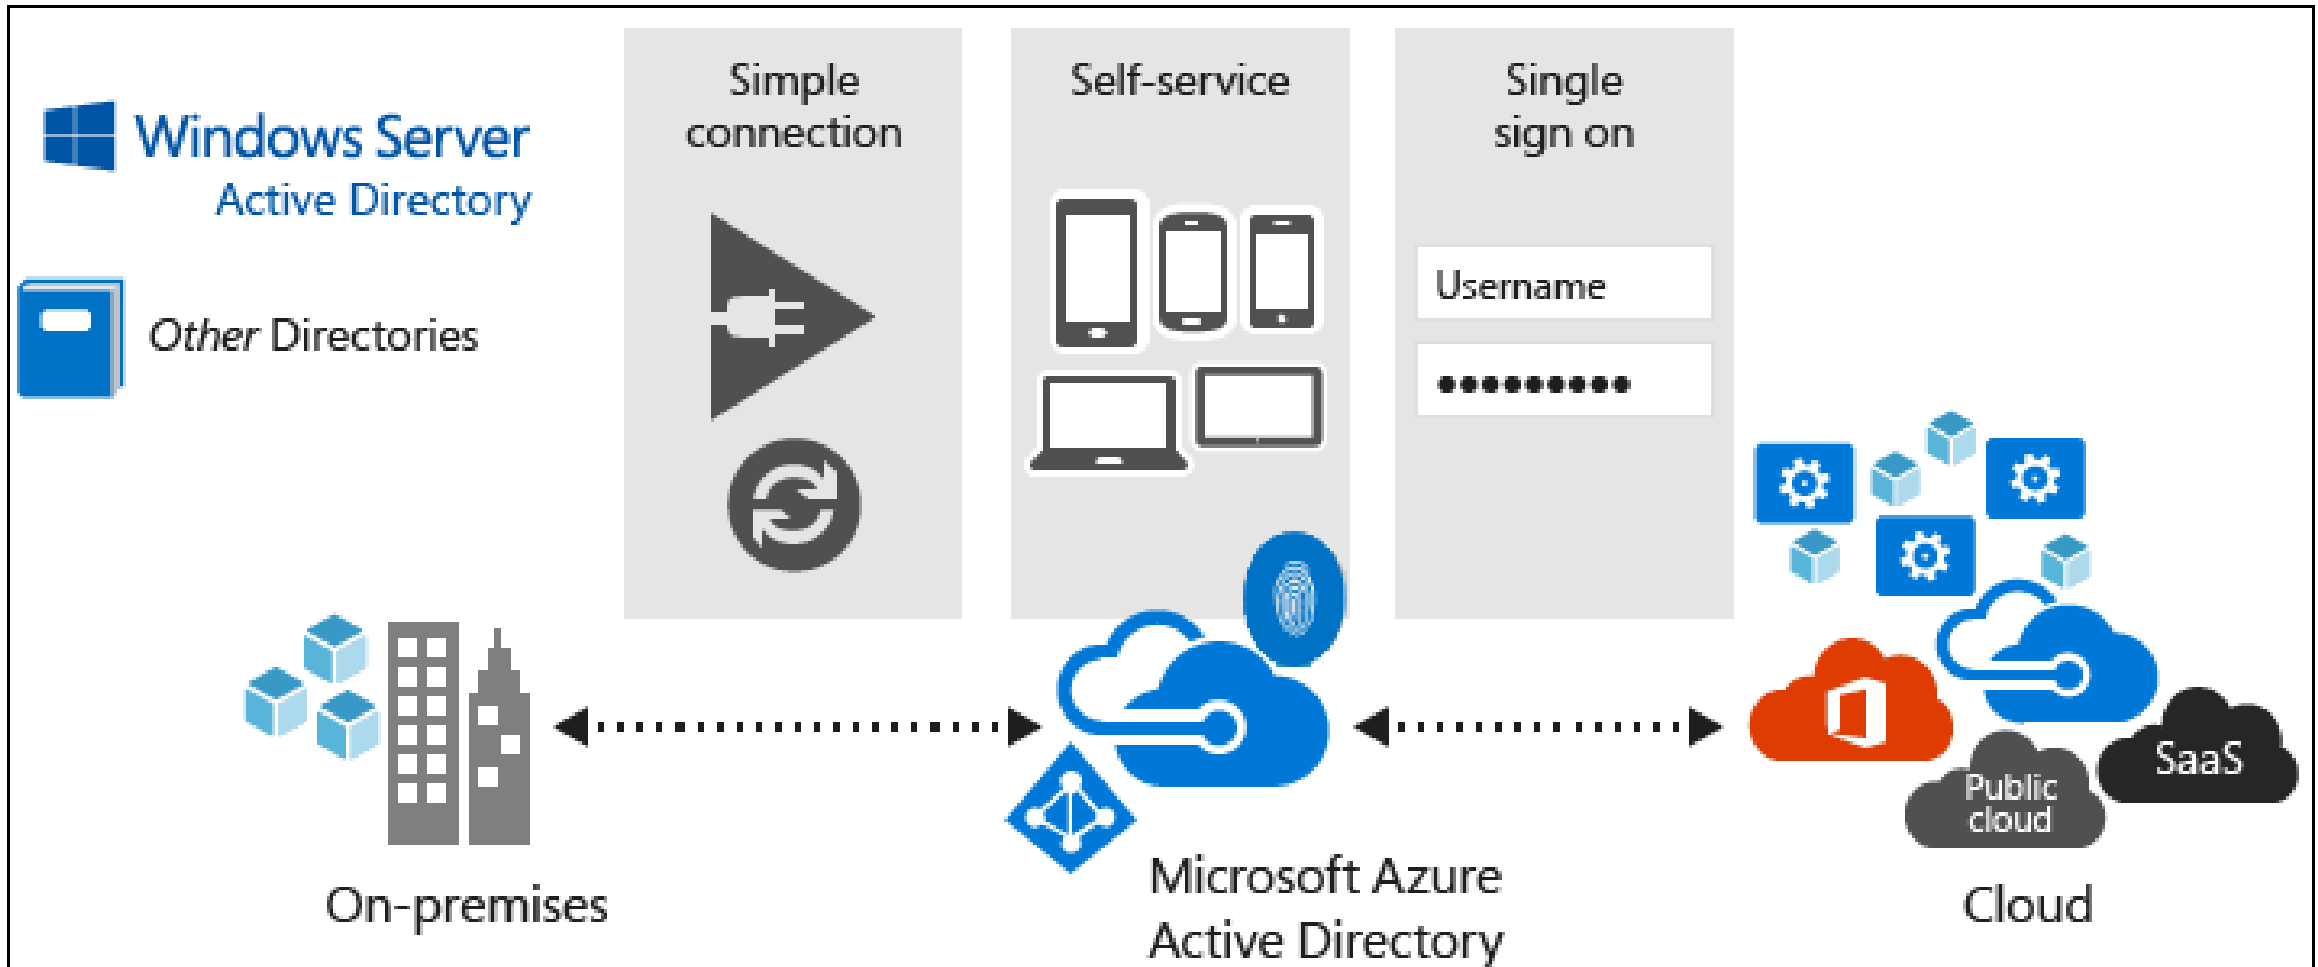 Windows Server
Active Directory
Other Directories
Simple
connection
Self-service
Single
sign on
Username
On-premises
Microsoft Azure
Active Directory
SaaS
Public
cloud
Cloud